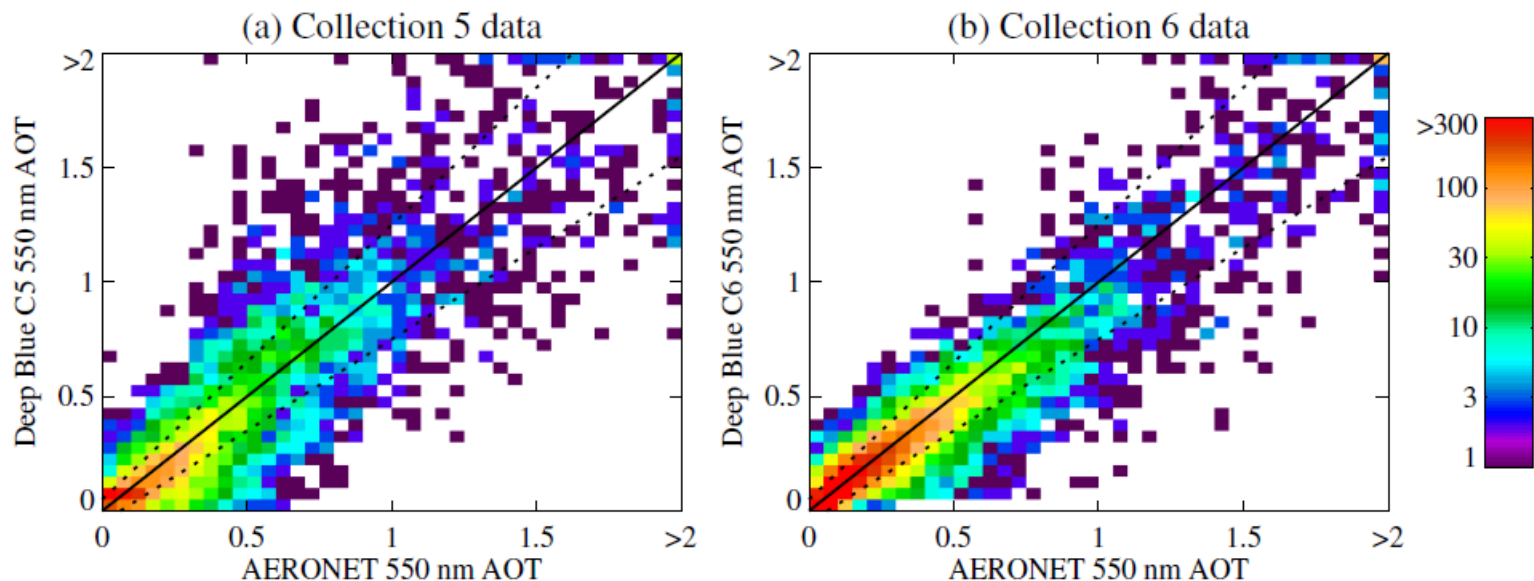 (a) Collection 5 data
Deep Blue C5 550 nm AOT
>2
1.5
1
0.5
0
0 0.5 1 1.5 >2
AERONET 550 nm AOT
(b) Collection 6 data
Deep Blue C6 550 nm AOT
>2
1.5
1
0.5
0
0 0.5 1 1.5 >2
AERONET 550 nm AOT
>300
100
30
10
3
1